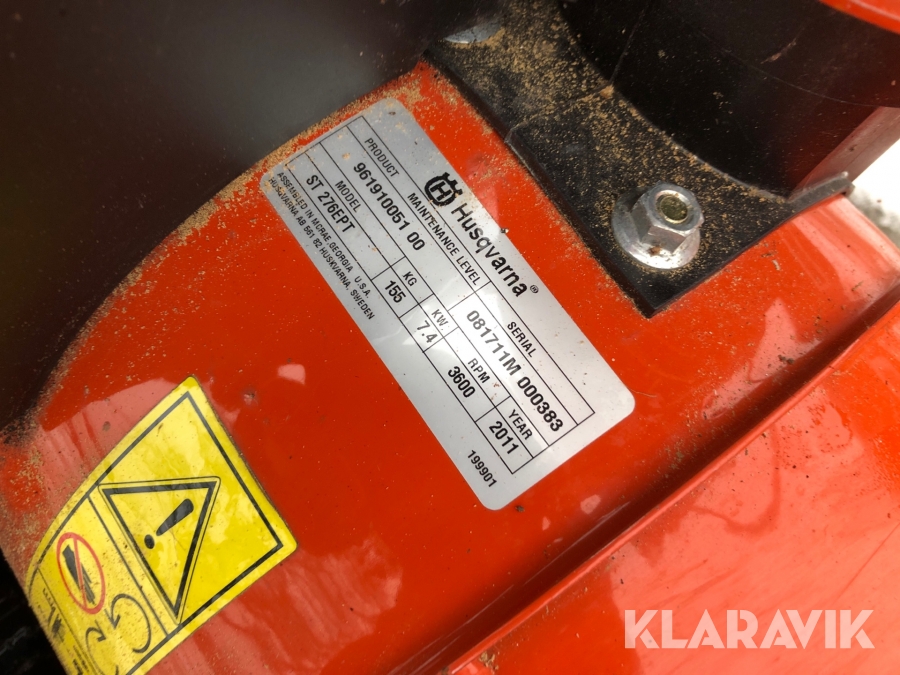 Husqvarna®
PRODUCT MAINTENANCE LEVEL SERIAL
961910051 00 081711M 000383
MODEL KG KW RPM YEAR
ST 276EPT 155 7.4 3600 2011
ASSEMBLED IN MCRAE, GEORGIA U.S.A. 199901
HUSQVARNA AB 561 82 HUSKVARNA, SWEDEN
KLARAVIK